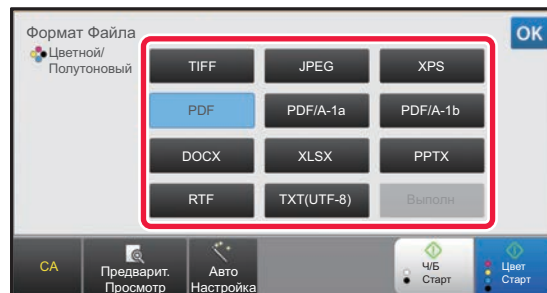 Формат Файла
OK
Цветной/
Полутоновый
TIFF JPEG XPS
PDF PDF/A-1a PDF/A-1b
DOCX XLSX PPTX
RTF TXT(UTF-8) Выполн
CA
Предварит.
Просмотр
Авто
Настройка
Ч/Б
Старт
Цвет
Старт